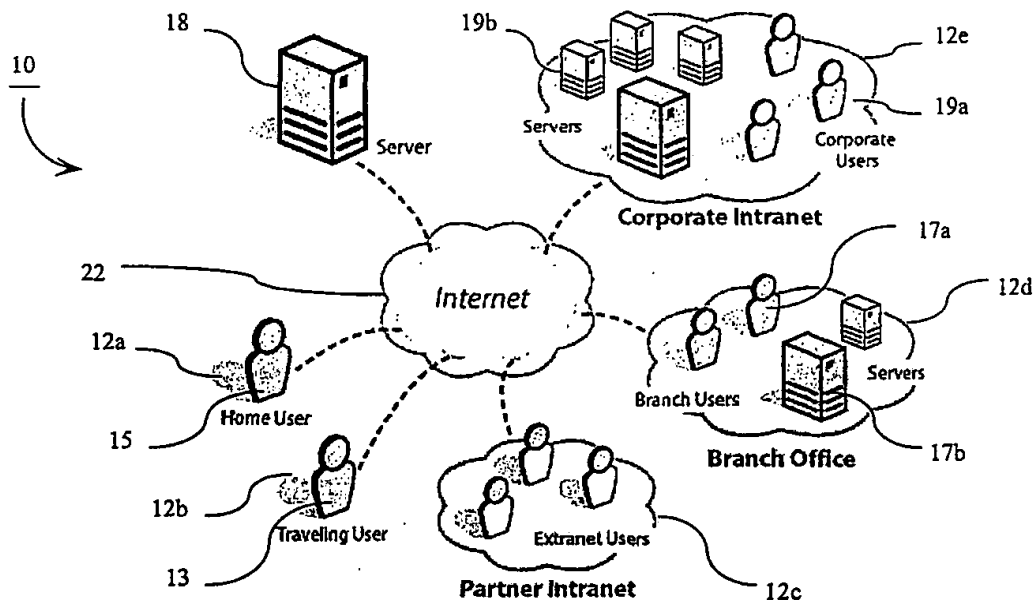 18
19b
12e
10
19a
Server
Servers
Corporate
Users
Corporate Intranet
17a
22
Internet
12d
12a
Servers
Branch Users
Home User
15
Branch Office
17b
12b
Traveling User
Extranet Users
13
Partner Intranet
12c